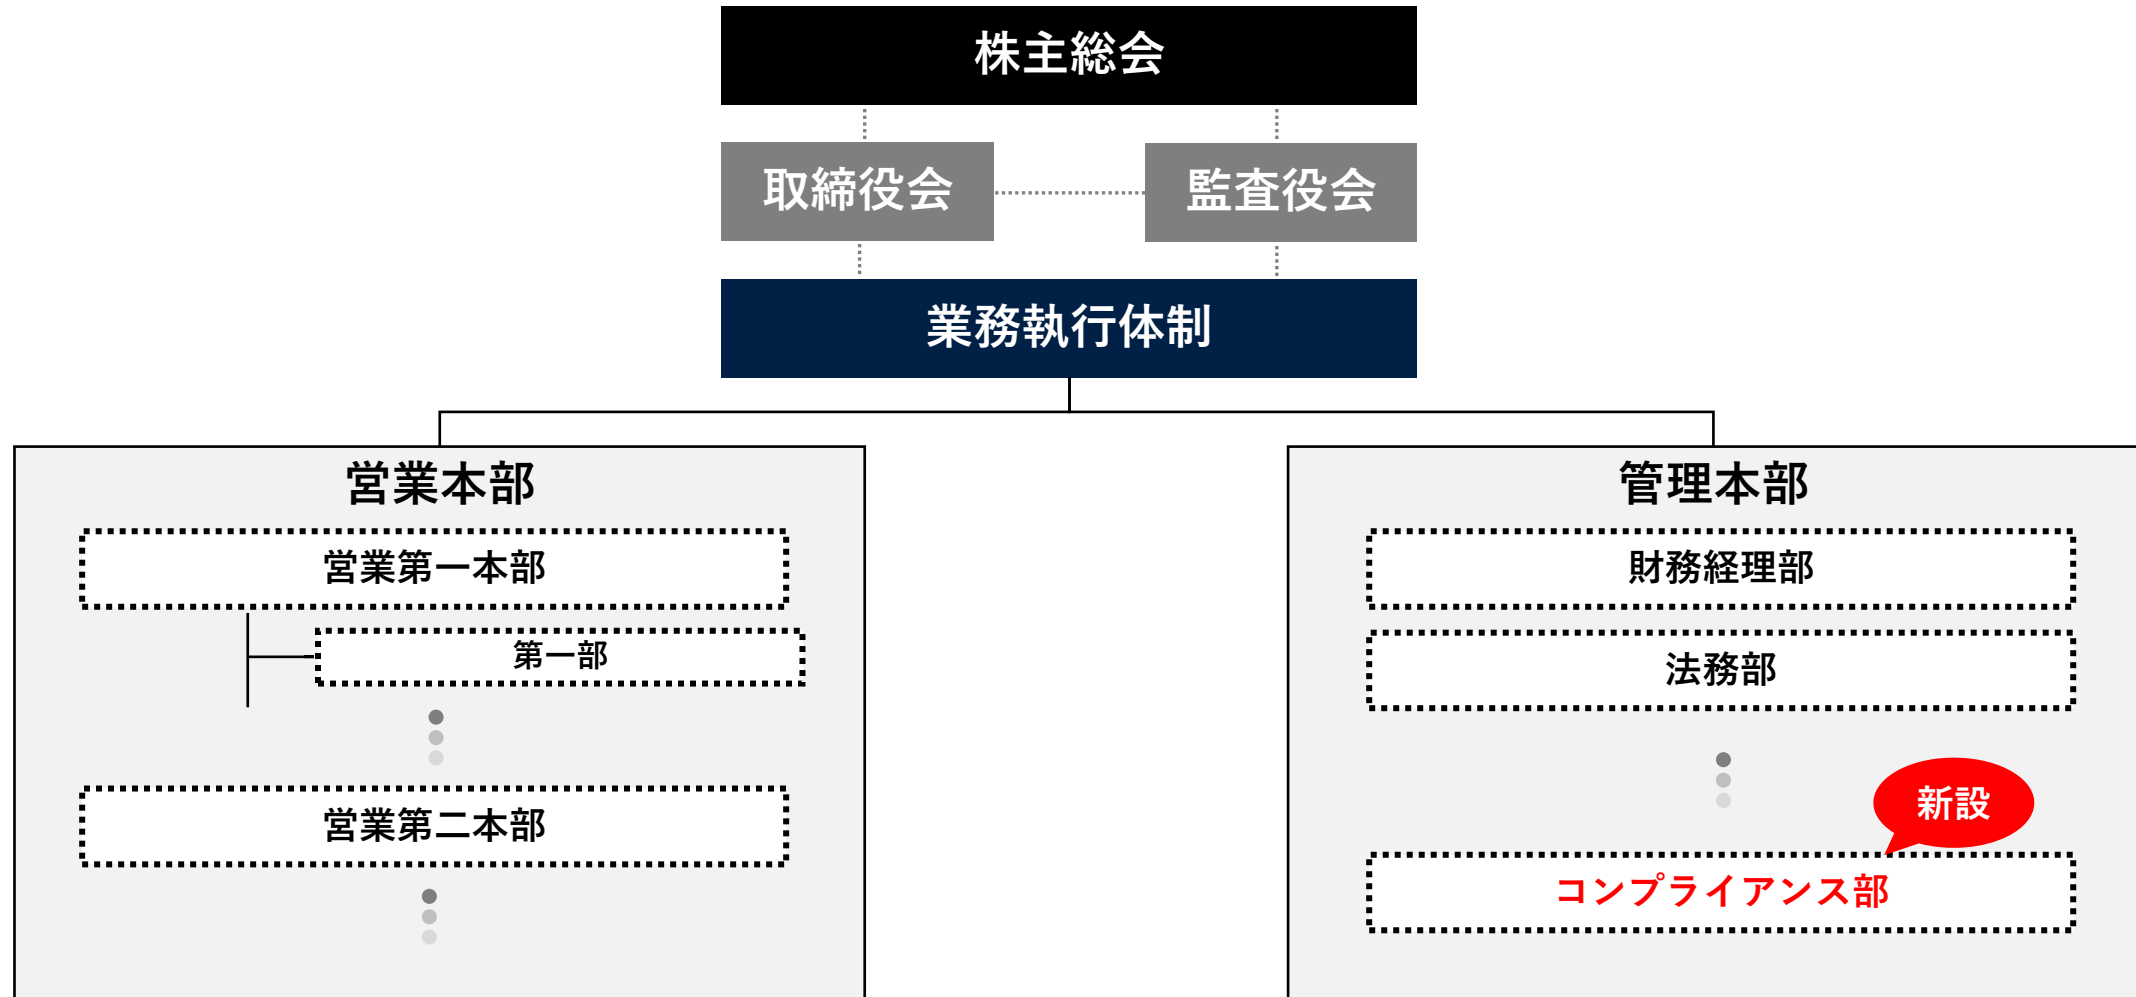 株主総会
取締役会
監査役会
業務執行体制
営業本部
営業第一本部
第一部
営業第二本部
管理本部
財務経理部
法務部
新設
コンプライアンス部